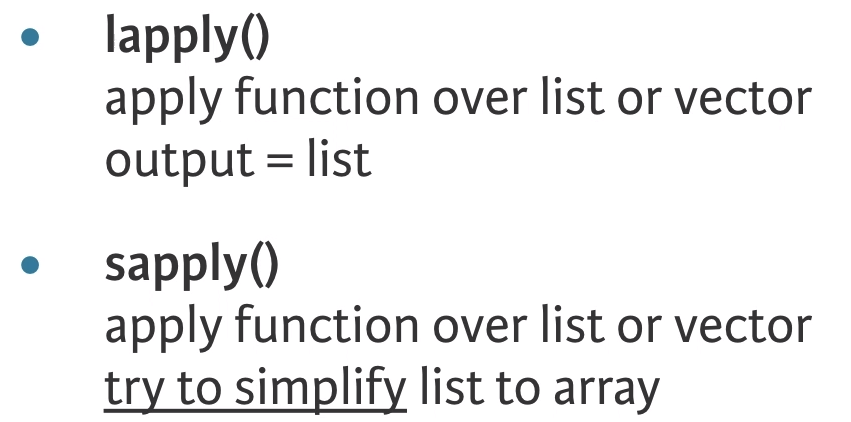 • lapply()
apply function over list or vector
output = list
• sapply()
apply function over list or vector
try to simplify list to array